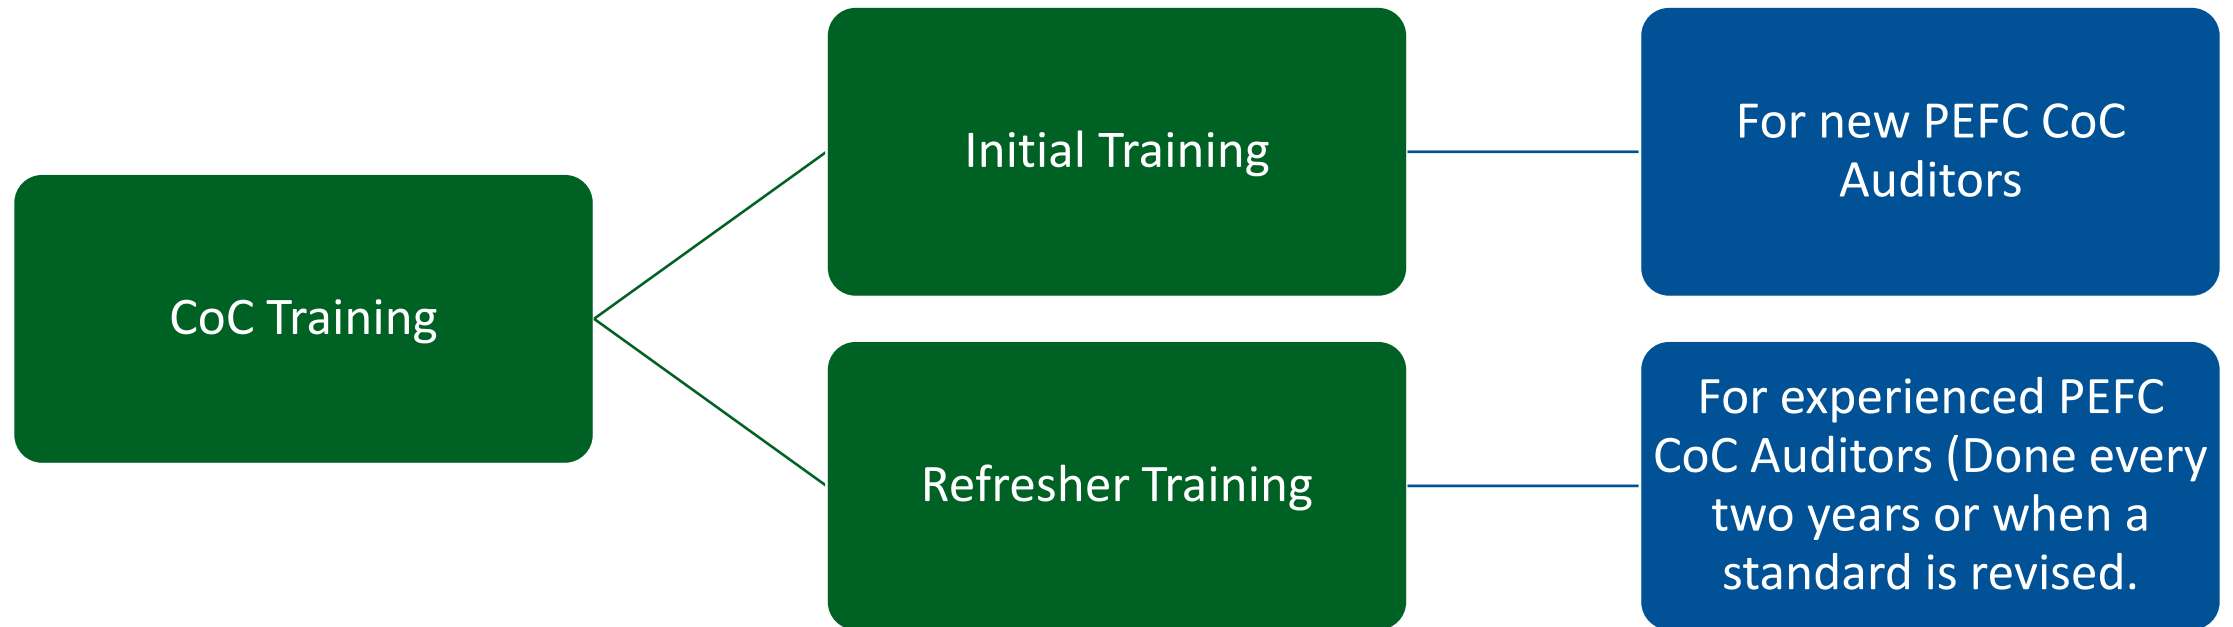 CoC Training
Initial Training
For new PEFC CoC
Auditors
Refresher Training
For experienced PEFC
CoC Auditors (Done every
two years or when a
standard is revised.